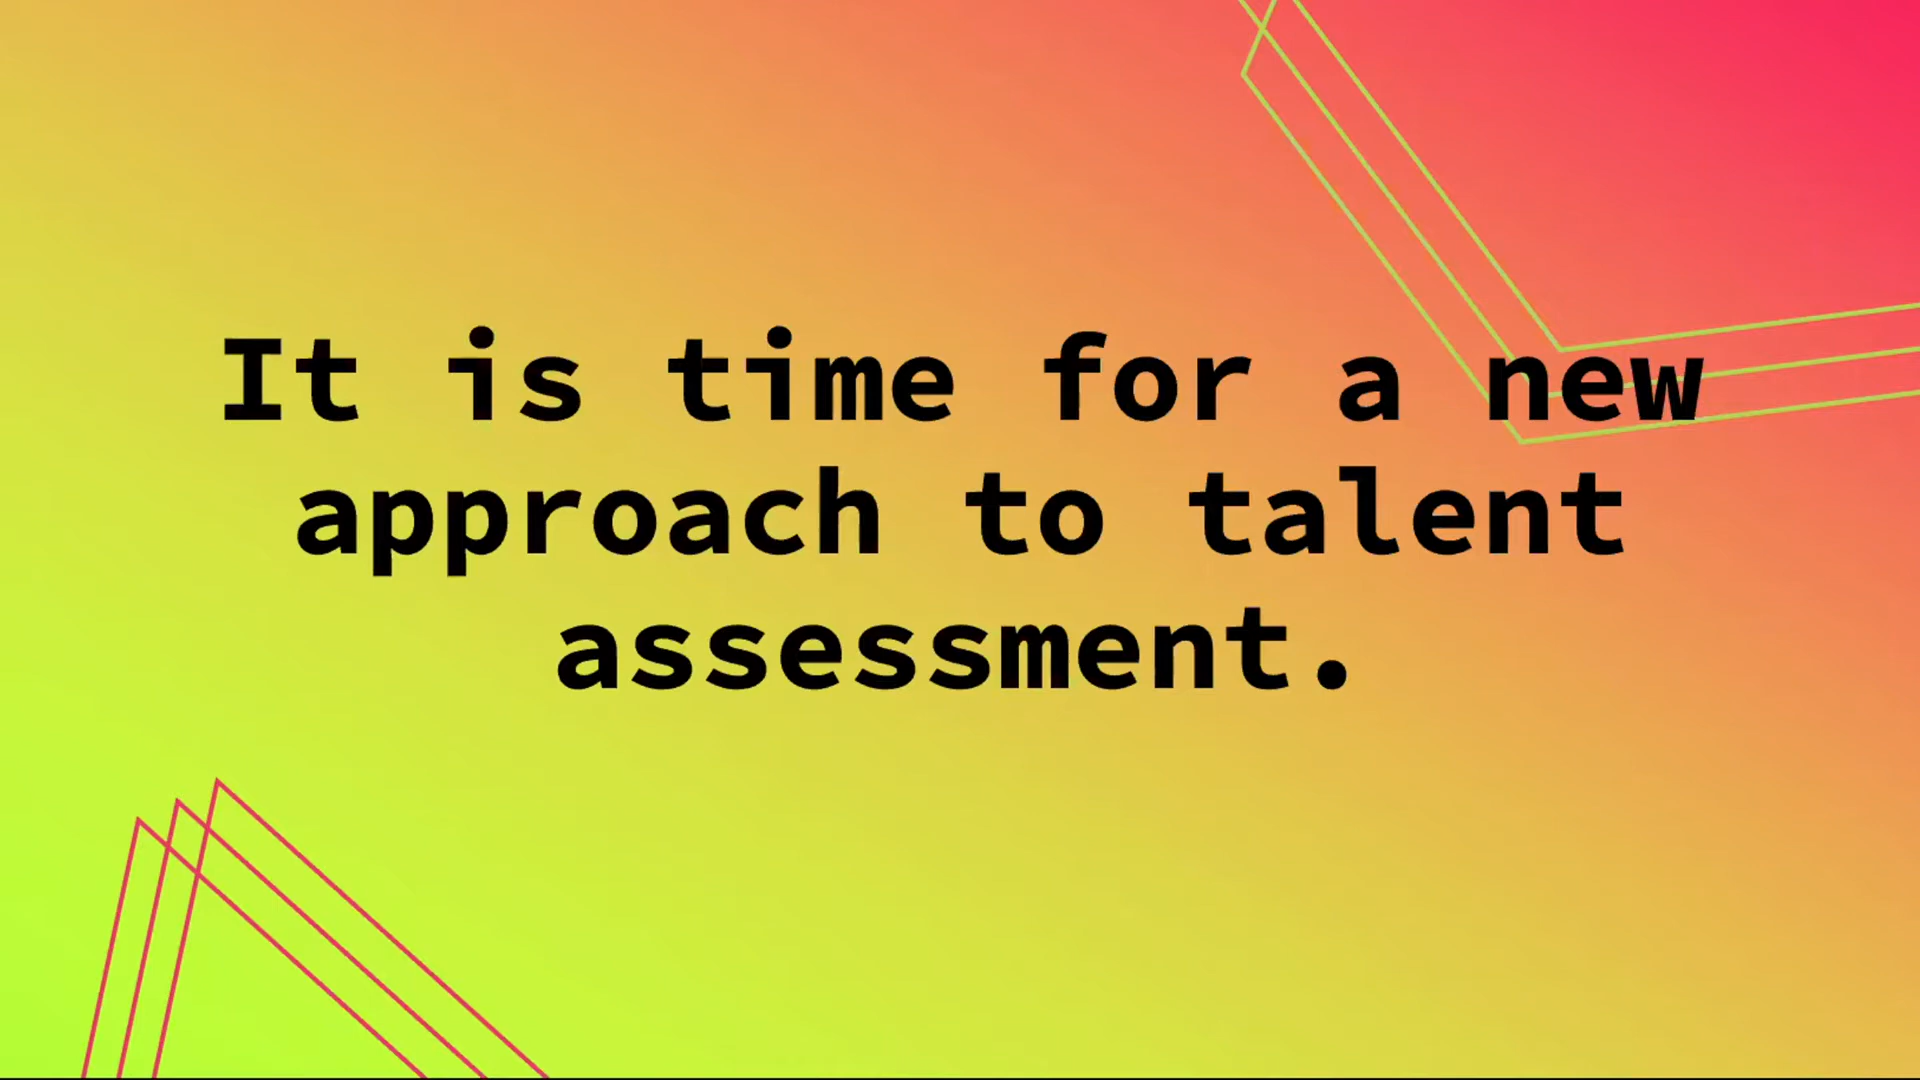 It is time for a new
approach to talent
assessment.